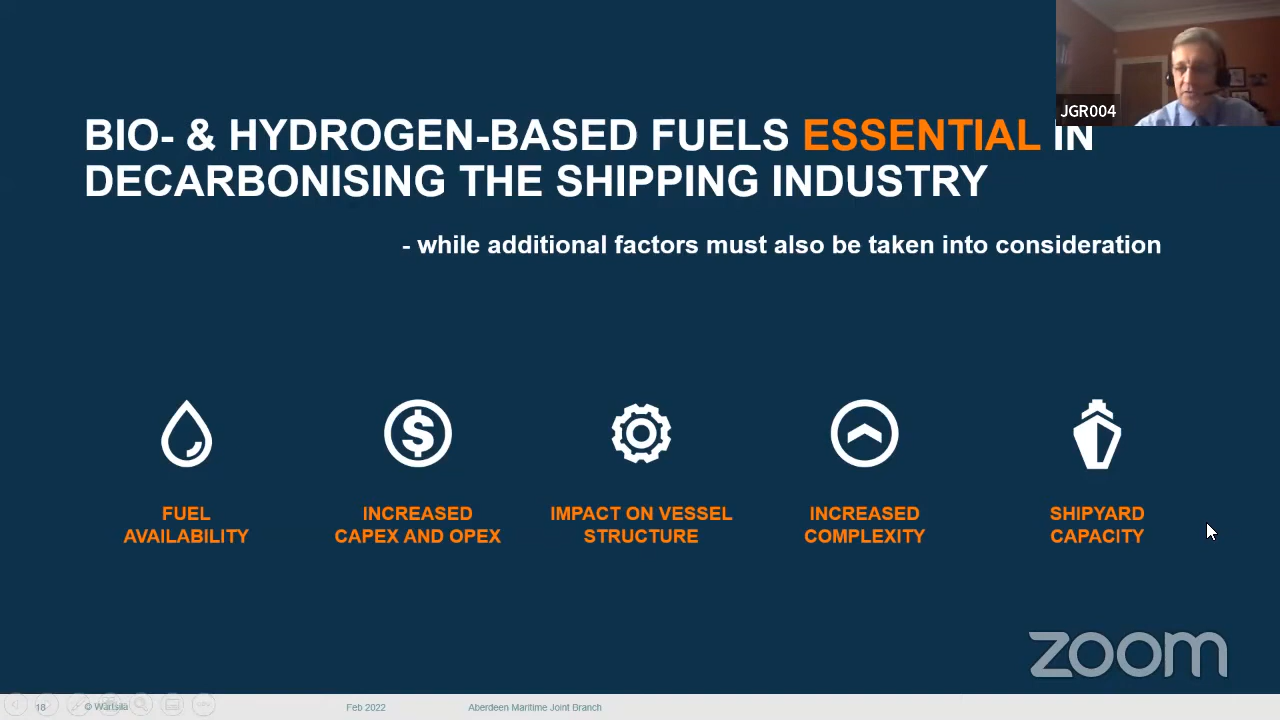 JGR004
BIO- & HYDROGEN-BASED FUELS ESSENTIAL IN
DECARBONISING THE SHIPPING INDUSTRY
- while additional factors must also be taken into consideration
FUEL
AVAILABILITY
INCREASED
CAPEX AND OPEX
IMPACT ON VESSEL
STRUCTURE
INCREASED
COMPLEXITY
SHIPYARD
CAPACITY
zoom
18
© Wärtsilä
Feb 2022
Aberdeen Maritime Joint Branch